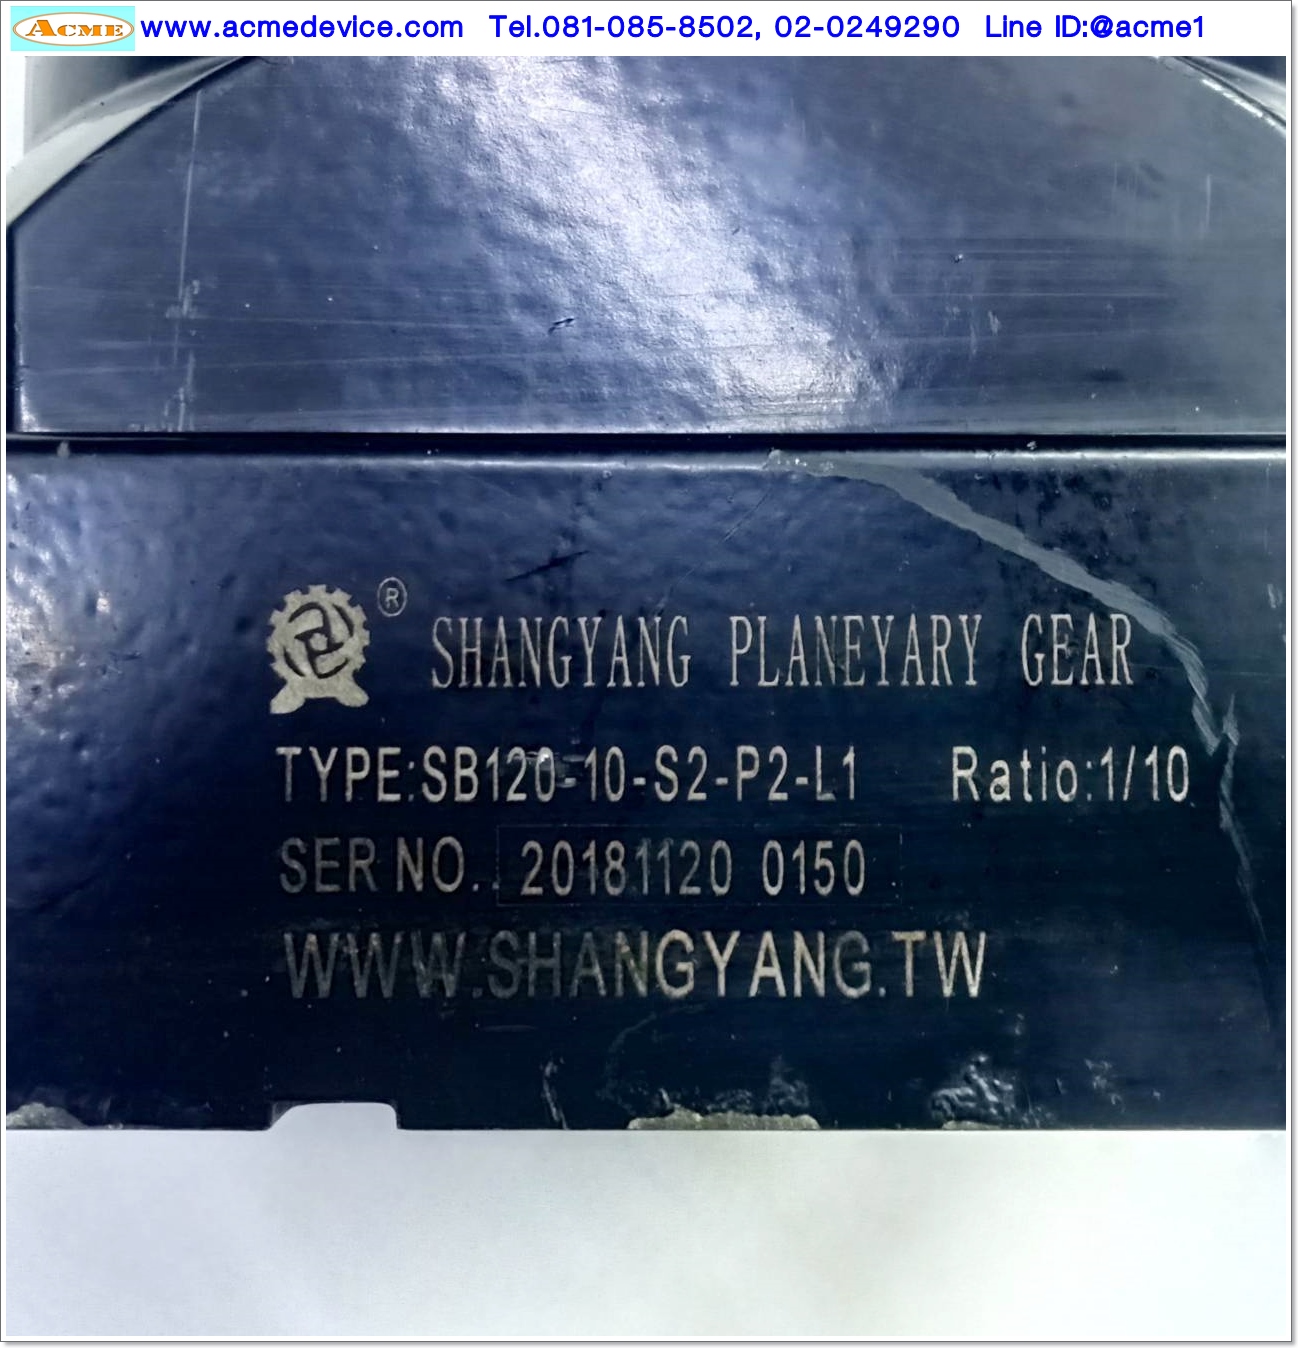 ACME www.acmedevice.com Tel.081-085-8502, 02-0249290 Line ID:@acme1
® SHANGYANG PLANEYARY GEAR
TYPE:SB120-10-S2-P2-L1 Ratio:1/10
SER NO.. 20181120 0150
WWW.SHANGYANG.TW